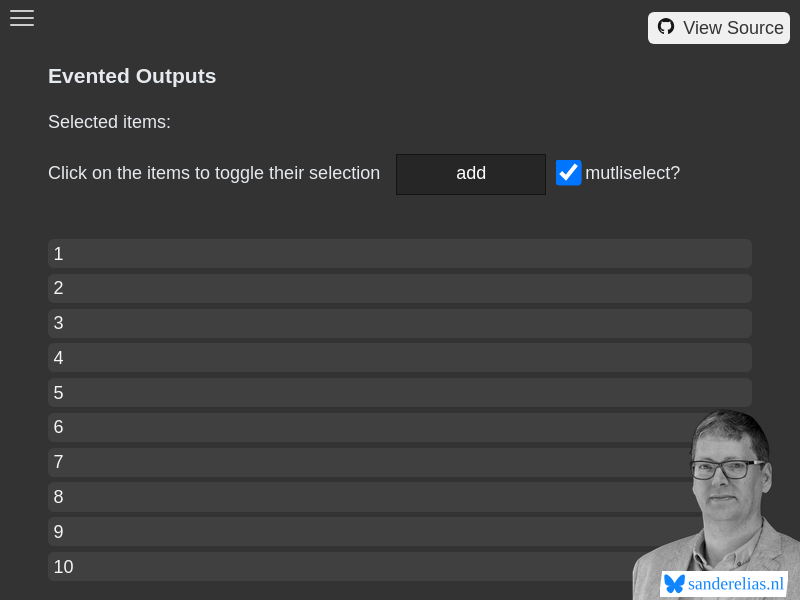 View Source
Evented Outputs
Selected items:
Click on the items to toggle their selection add mutliselect?
1
2
3
4
5
6
7
8
9
10
sanderelias.nl